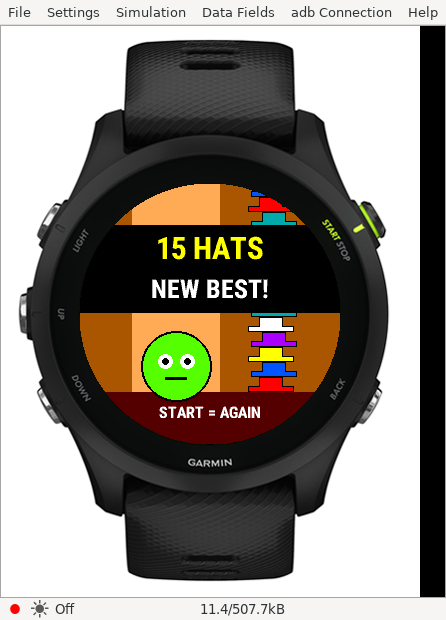 File Settings Simulation Data Fields adb Connection Help
LIGHT
START STOP
15 HATS
NEW BEST!
UP
DOWN
BACK
START = AGAIN
GARMIN
Off 11.4/507.7kB